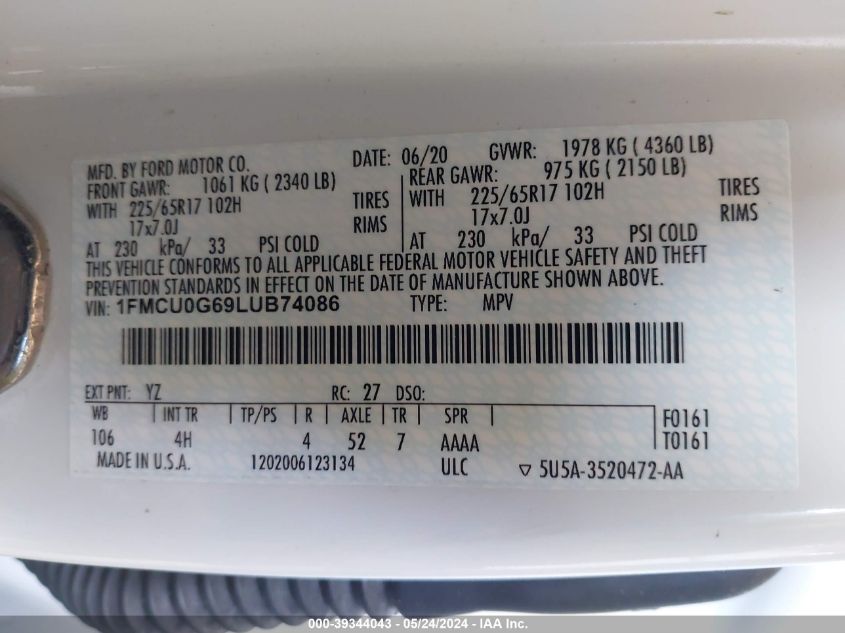 MFD. BY FORD MOTOR CO. DATE: 06/20 GVWR: 1978 KG ( 4360 LB)
FRONT GAWR: 1061 KG ( 2340 LB) REAR GAWR: 975 KG ( 2150 LB)
WITH 225/65R17 102H TIRES WITH 225/65R17 102H TIRES
17x7.0J RIMS 17x7.0J RIMS
AT 230 kPa/ 33 PSI COLD AT 230 kPa/ 33 PSI COLD
THIS VEHICLE CONFORMS TO ALL APPLICABLE FEDERAL MOTOR VEHICLE SAFETY AND THEFT
PREVENTION STANDARDS IN EFFECT ON THE DATE OF MANUFACTURE SHOWN ABOVE.
VIN: 1FMCU0G69LUB74086 TYPE: MPV
EXT PNT: YZ RC: 27 DSO:
WB INT TR TP/PS R AXLE TR SPR F0161
106 4H 4 52 7 AAAA T0161
MADE IN U.S.A. 1202006123134 ULC ▽ 5U5A-3520472-AA
000-39344043 - 05/24/2024 - IAA Inc.